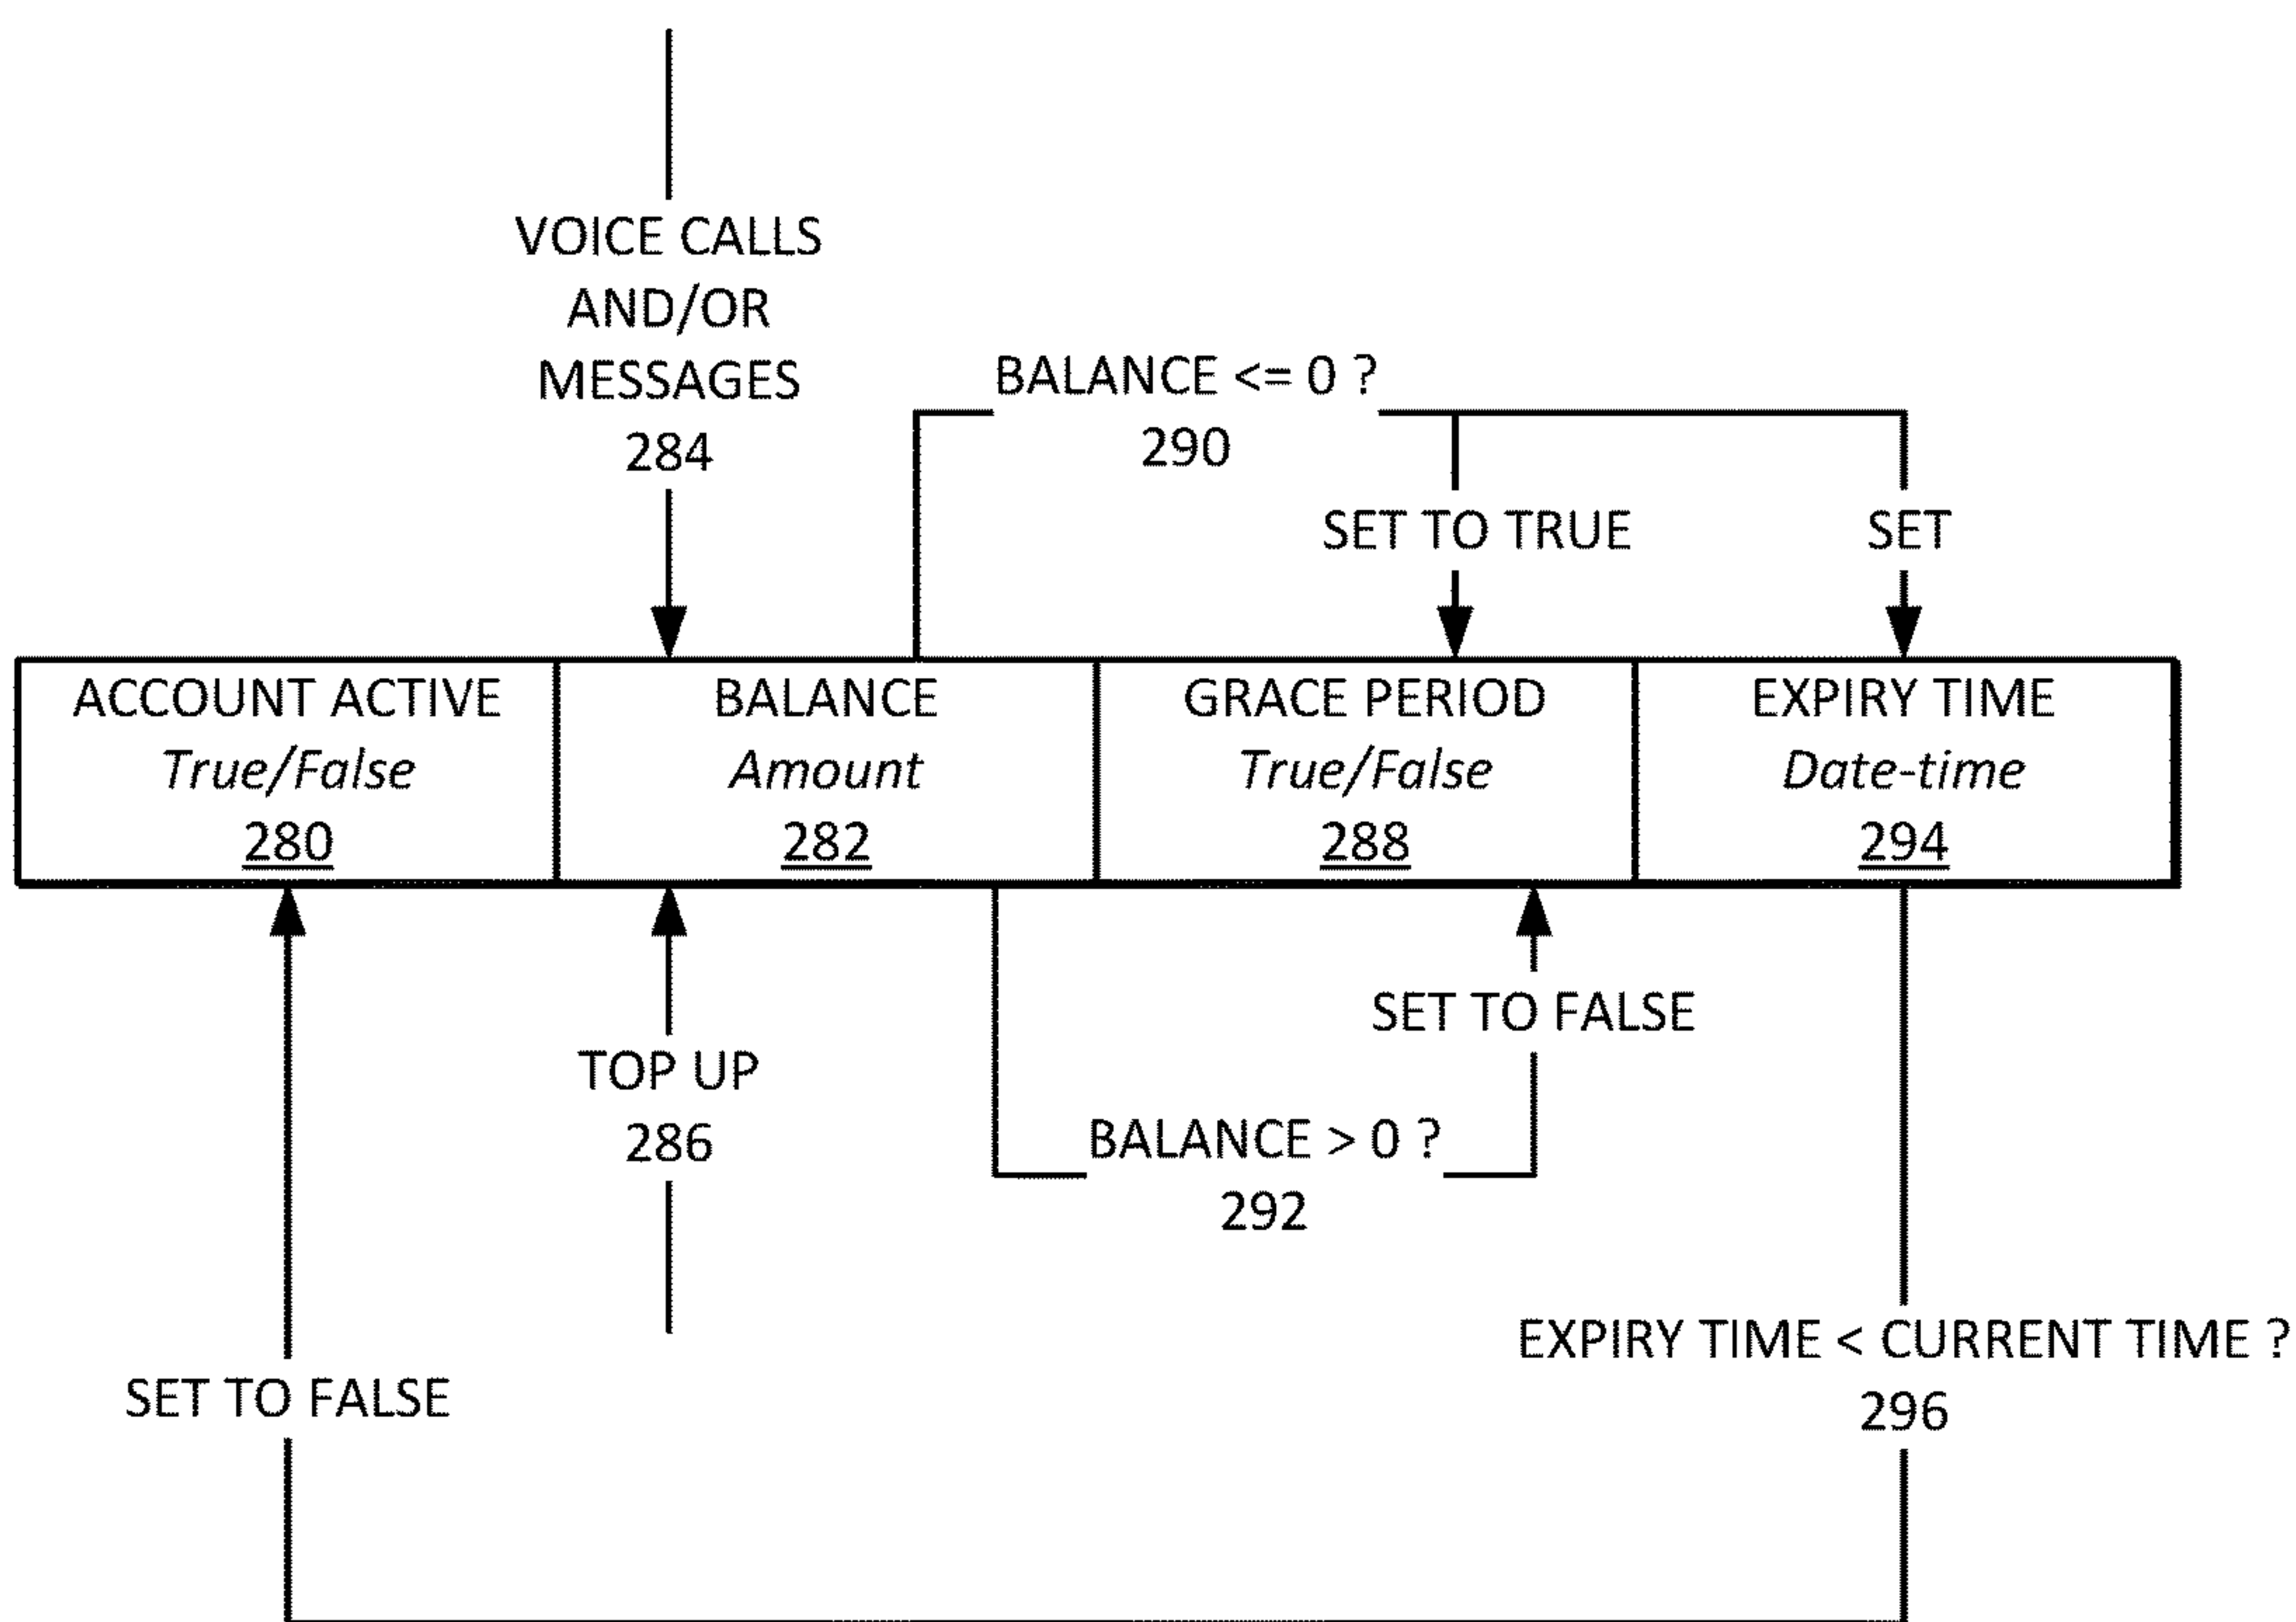 VOICE CALLS
AND/OR
MESSAGES
284
BALANCE <= 0 ?
290
SET TO TRUE
SET
ACCOUNT ACTIVE
True/False
280
BALANCE
Amount
282
GRACE PERIOD
True/False
288
EXPIRY TIME
Date-time
294
SET TO FALSE
TOP UP
286
BALANCE > 0 ?
292
EXPIRY TIME < CURRENT TIME ?
296
SET TO FALSE